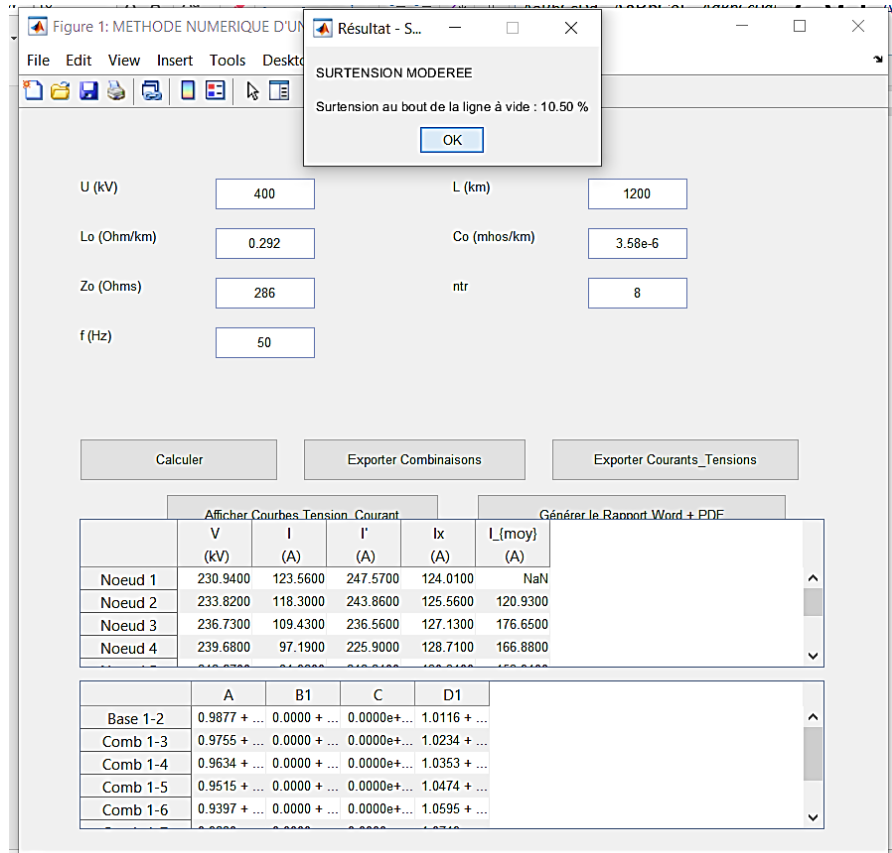 Figure 1: METHODE NUMERIQUE D'UN
Résultat - S...
File Edit View Insert Tools Deskto
SURTENSION MODEREE
Surtension au bout de la ligne à vide : 10.50 %
OK
U (kV) 400 L (km) 1200
Lo (Ohm/km) 0.292 Co (mhos/km) 3.58e-6
Zo (Ohms) 286 ntr 8
f (Hz) 50
Calculer Exporter Combinaisons Exporter Courants_Tensions
Afficher Courbes Tension_Courant Générer le Rapport Word + PDF
V I I' Ix I_{moy}
(kV) (A) (A) (A) (A)
Noeud 1 230.9400 123.5600 247.5700 124.0100 NaN
Noeud 2 233.8200 118.3000 243.8600 125.5600 120.9300
Noeud 3 236.7300 109.4300 236.5600 127.1300 176.6500
Noeud 4 239.6800 97.1900 225.9000 128.7100 166.8800
A B1 C D1
Base 1-2 0.9877 + ... 0.0000 + ... 0.0000e+... 1.0116 + ...
Comb 1-3 0.9755 + ... 0.0000 + ... 0.0000e+... 1.0234 + ...
Comb 1-4 0.9634 + ... 0.0000 + ... 0.0000e+... 1.0353 + ...
Comb 1-5 0.9515 + ... 0.0000 + ... 0.0000e+... 1.0474 + ...
Comb 1-6 0.9397 + ... 0.0000 + ... 0.0000e+... 1.0595 + ...